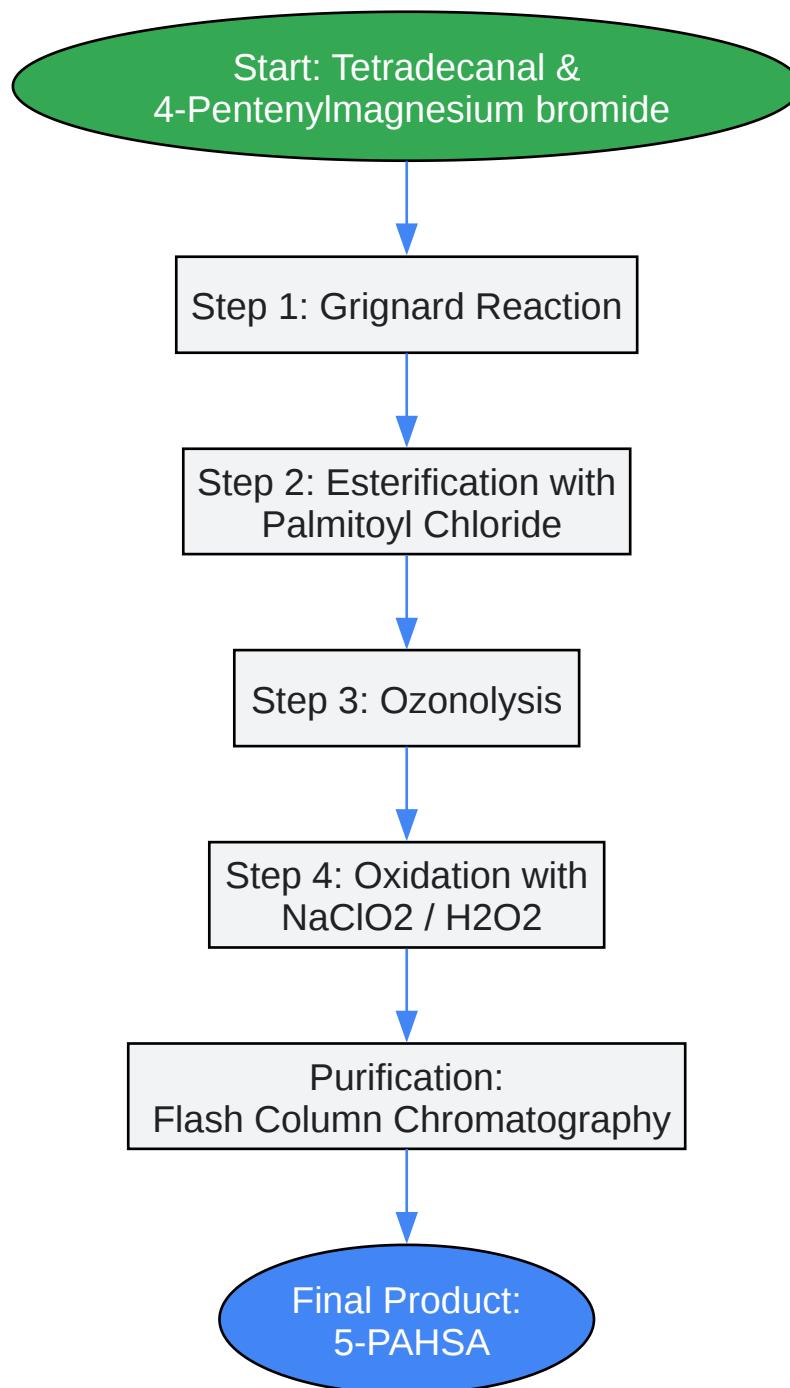 Start: Tetradecanal &
4-Pentenylmagnesium bromide
Step 1: Grignard Reaction
Step 2: Esterification with
Palmitoyl Chloride
Step 3: Ozonolysis
Step 4: Oxidation with
NaClO2 / H2O2
Purification:
Flash Column Chromatography
Final Product:
5-PAHSA